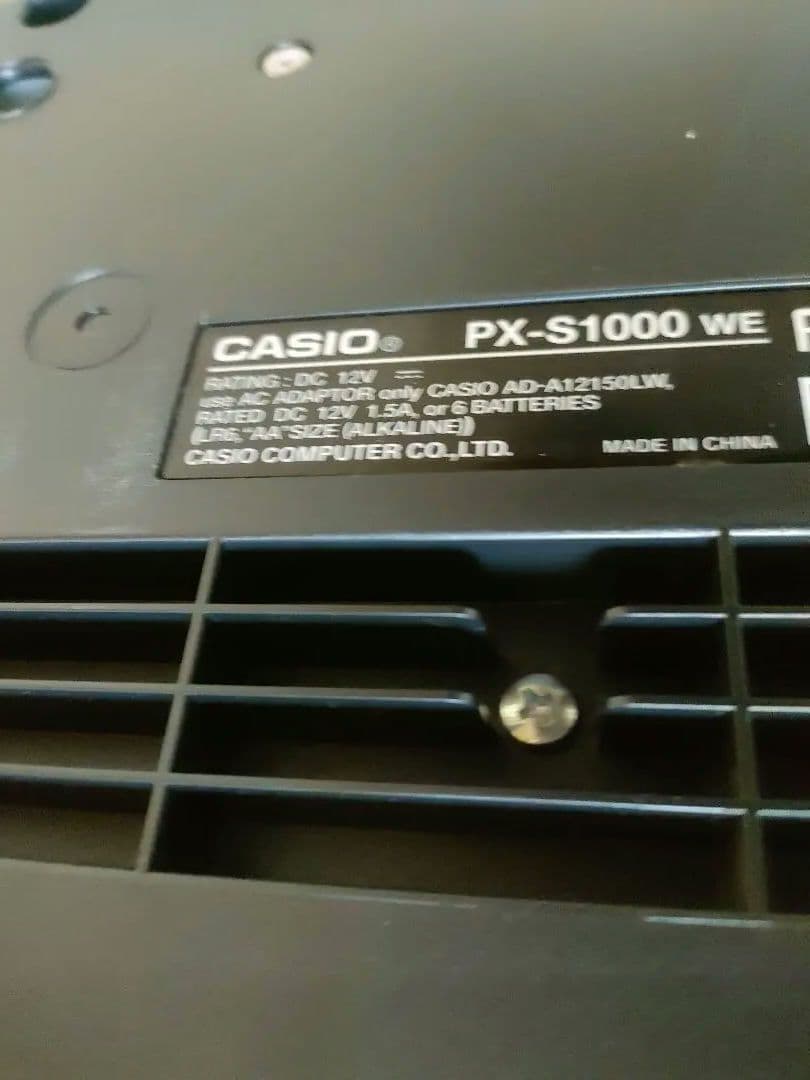 CASIO® PX-S1000 WE
RATING : DC 12V ⎓
use AC ADAPTOR only CASIO AD-A12150LW,
RATED DC 12V 1.5A, or 6 BATTERIES
(LR6,"AA"SIZE (ALKALINE))
CASIO COMPUTER CO.,LTD. MADE IN CHINA